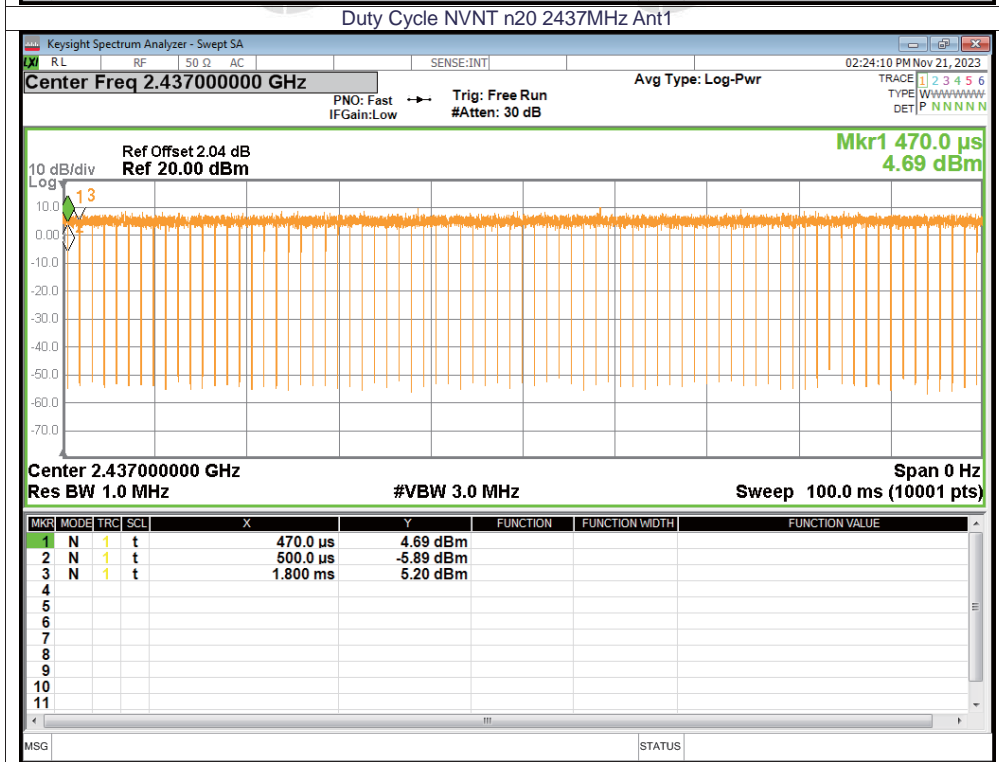 Duty Cycle NVNT n20 2437MHz Ant1
Keysight Spectrum Analyzer - Swept SA
LXI RL RF 50 Ω AC SENSE:INT 02:24:10 PM Nov 21, 2023
Center Freq 2.437000000 GHz Avg Type: Log-Pwr TRACE 1 2 3 4 5 6
PNO: Fast Trig: Free Run TYPE WWWWWWW
IFGain:Low #Atten: 30 dB DET P N N N N N
Mkr1 470.0 µs
Ref Offset 2.04 dB 4.69 dBm
10 dB/div Ref 20.00 dBm
Log
1 3
10.0
2
0.00
-10.0
-20.0
-30.0
-40.0
-50.0
-60.0
-70.0
Center 2.437000000 GHz Span 0 Hz
Res BW 1.0 MHz #VBW 3.0 MHz Sweep 100.0 ms (10001 pts)
MKR MODE TRC SCL X Y FUNCTION FUNCTION WIDTH FUNCTION VALUE
1 N 1 t 470.0 µs 4.69 dBm
2 N 1 t 500.0 µs -5.89 dBm
3 N 1 t 1.800 ms 5.20 dBm
4
5
6
7
8
9
10
11
MSG STATUS